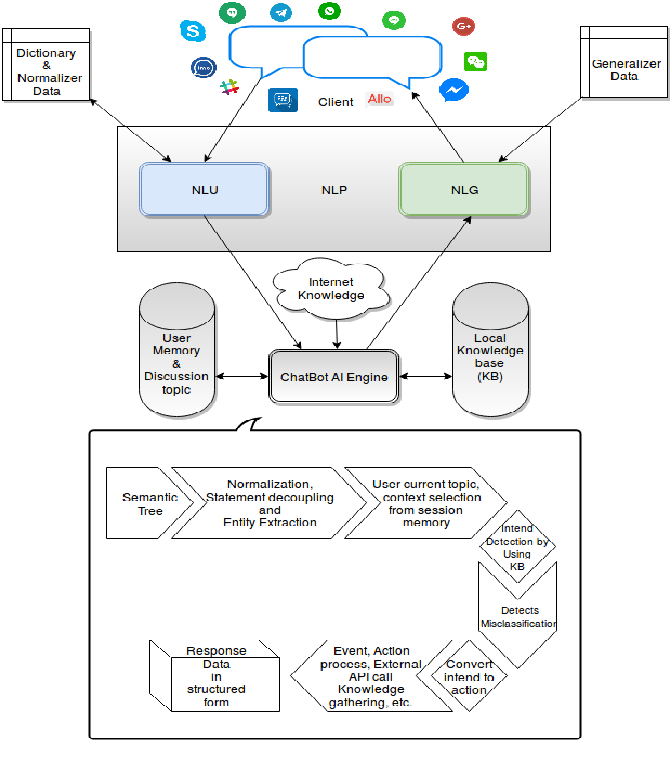 Dictionary
&
Normalizer
Data
Client
Allo
G+
imo
BBM
Generalizer
Data
NLU
NLP
NLG
Internet
Knowledge
User
Memory
&
Discussion
topic
ChatBot AI Engine
Local
Knowledge
base
(KB)
Semantic
Tree
Normalization,
Statement decoupling
and
Entity Extraction
User current topic,
context selection
from session
memory
Intend
Detection by
Using
KB
Detects
Misclassification
Convert
intend to
action
Event, Action
process, External
API call
Knowledge
gathering, etc.
Response
Data
in
structured
form